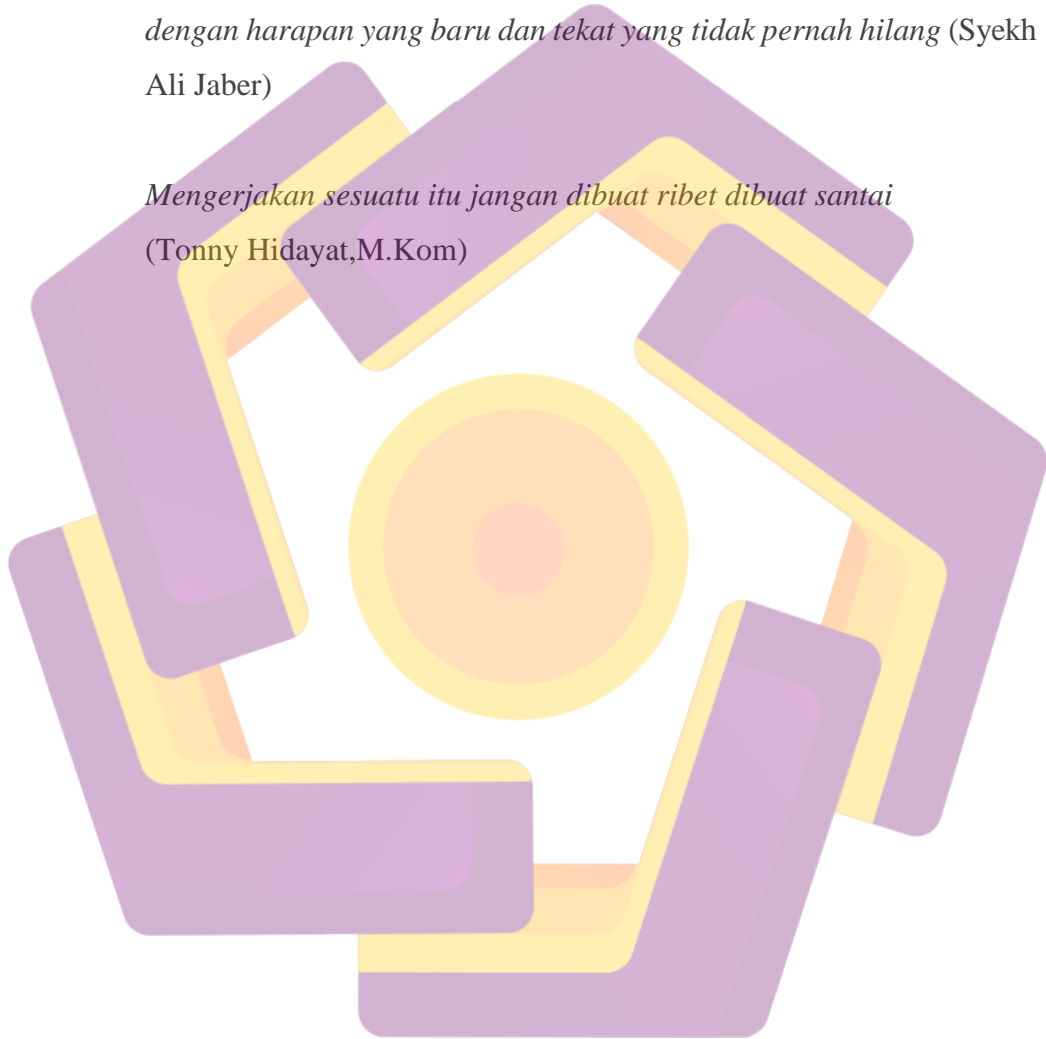 dengan harapan yang baru dan tekat yang tidak pernah hilang (Syekh
Ali Jaber)
Mengerjakan sesuatu itu jangan dibuat ribet dibuat santai
(Tonny Hidayat,M.Kom)